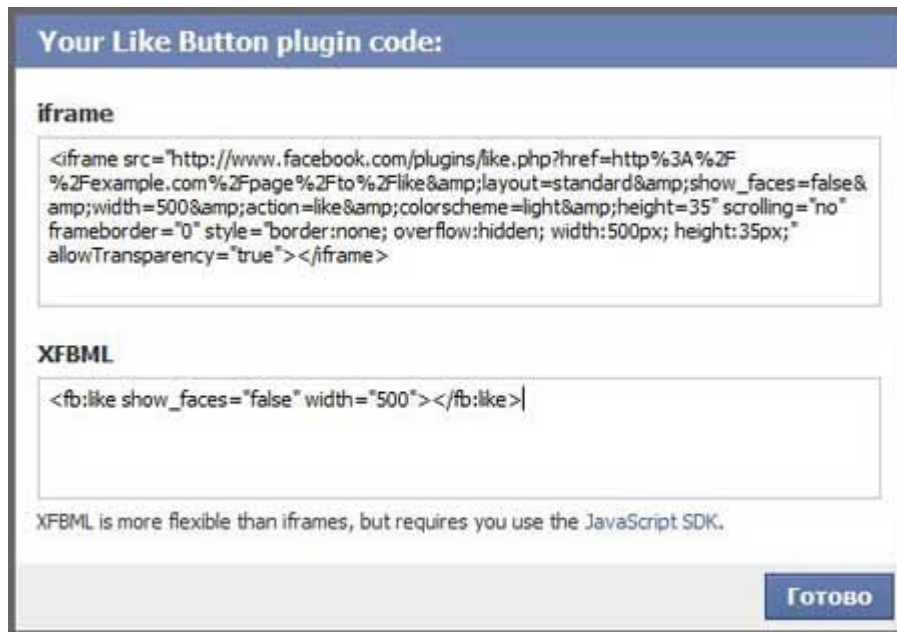 Your Like Button plugin code:
iframe
<iframe src="http://www.facebook.com/plugins/like.php?href=http%3A%2F
%2Fexample.com%2Fpage%2Fto%2Flike&amp;layout=standard&amp;show_faces=false&
amp;width=500&amp;action=like&amp;colorscheme=light&amp;height=35" scrolling="no"
frameborder="0" style="border:none; overflow:hidden; width:500px; height:35px;"
allowTransparency="true"></iframe>
XFBML
<fb:like show_faces="false" width="500"></fb:like>
XFBML is more flexible than iframes, but requires you use the JavaScript SDK.
Готово